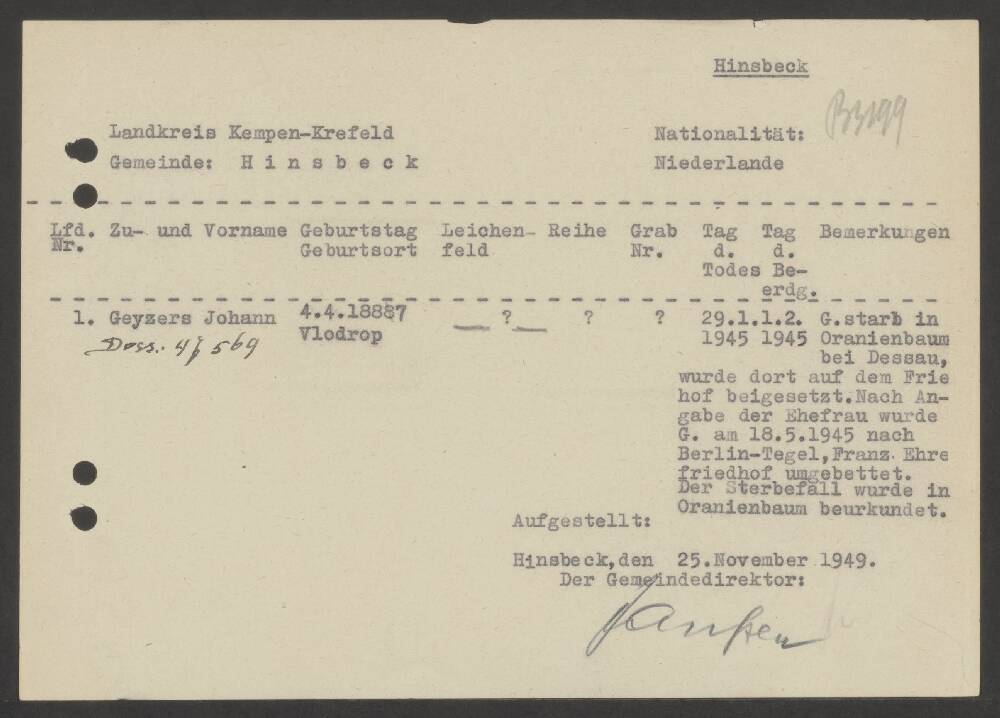 Hinsbeck
Landkreis Kempen-Krefeld
Nationalität:
Gemeinde: H i n s b e c k
Niederlande
Lfd. Nr.
Zu- und Vorname
Geburtstag Geburtsort
Leichen- feld
Reihe
Grab Nr.
Tag d. Todes
Tag d. Be- erdg.
Bemerkungen
1. Geyzers Johann
4.4.18887
Vlodrop
? ? ?
29.1.1.2. G.starb in
1945 1945 Oranienbaum
Doss. 4/569
bei Dessau,
wurde dort auf dem Frie
hof beigesetzt.Nach An-
gabe der Ehefrau wurde
G. am 18.5.1945 nach
Berlin-Tegel,Franz.Ehre
friedhof umgebettet.
Der Sterbefall wurde in
Oranienbaum beurkundet.
Aufgestellt:
Hinsbeck,den 25.November 1949.
Der Gemeindedirektor: